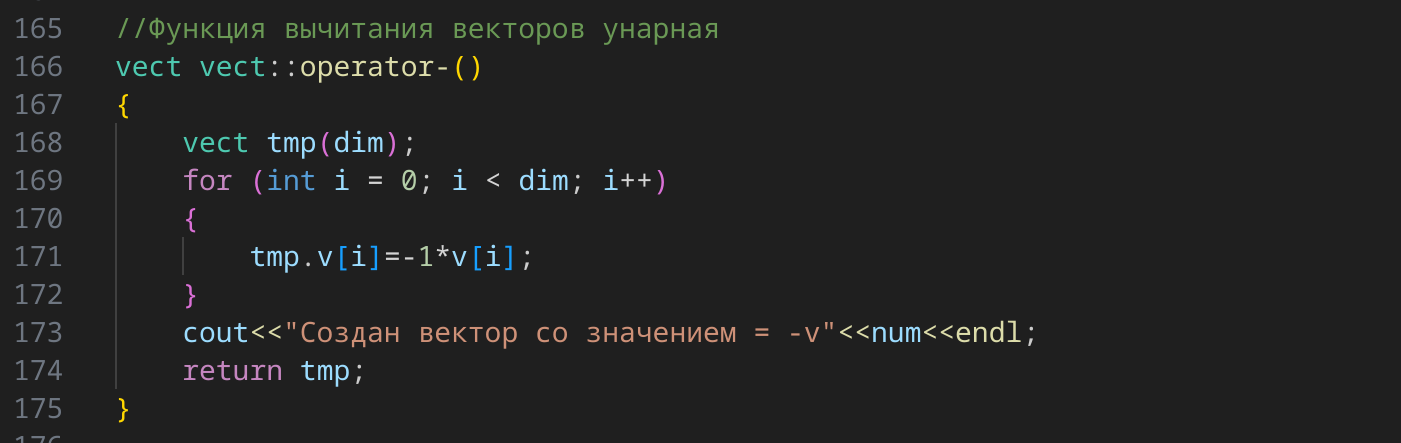 165 //Функция вычитания векторов унарная
166 vect vect::operator-()
167 {
168 vect tmp(dim);
169 for (int i = 0; i < dim; i++)
170 {
171 tmp.v[i]=-1*v[i];
172 }
173 cout<<"Создан вектор со значением = -v"<<num<<endl;
174 return tmp;
175 }
176